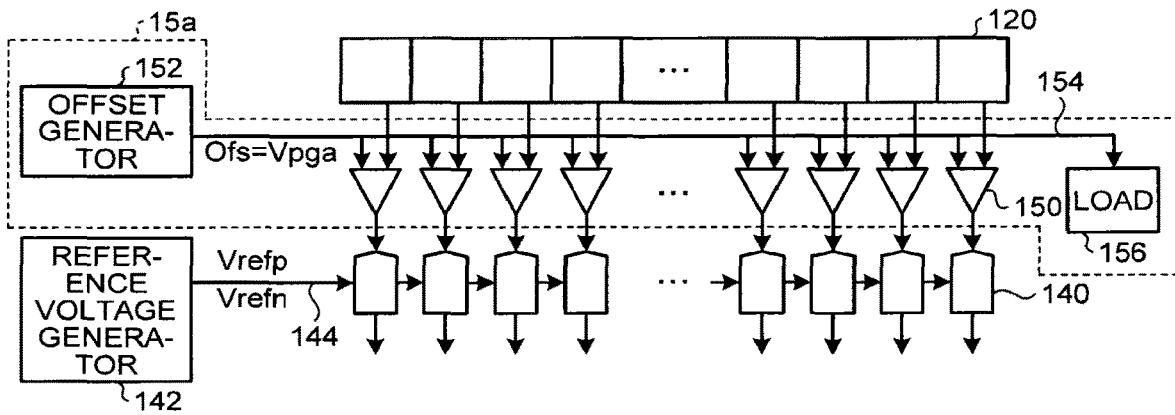 15a
120
152
OFFSET
GENERA-
TOR
...
154
Ofs=Vpga
...
150
LOAD
156
REFER-
ENCE
VOLTAGE
GENERA-
TOR
Vrefp
Vrefn
...
140
144
142